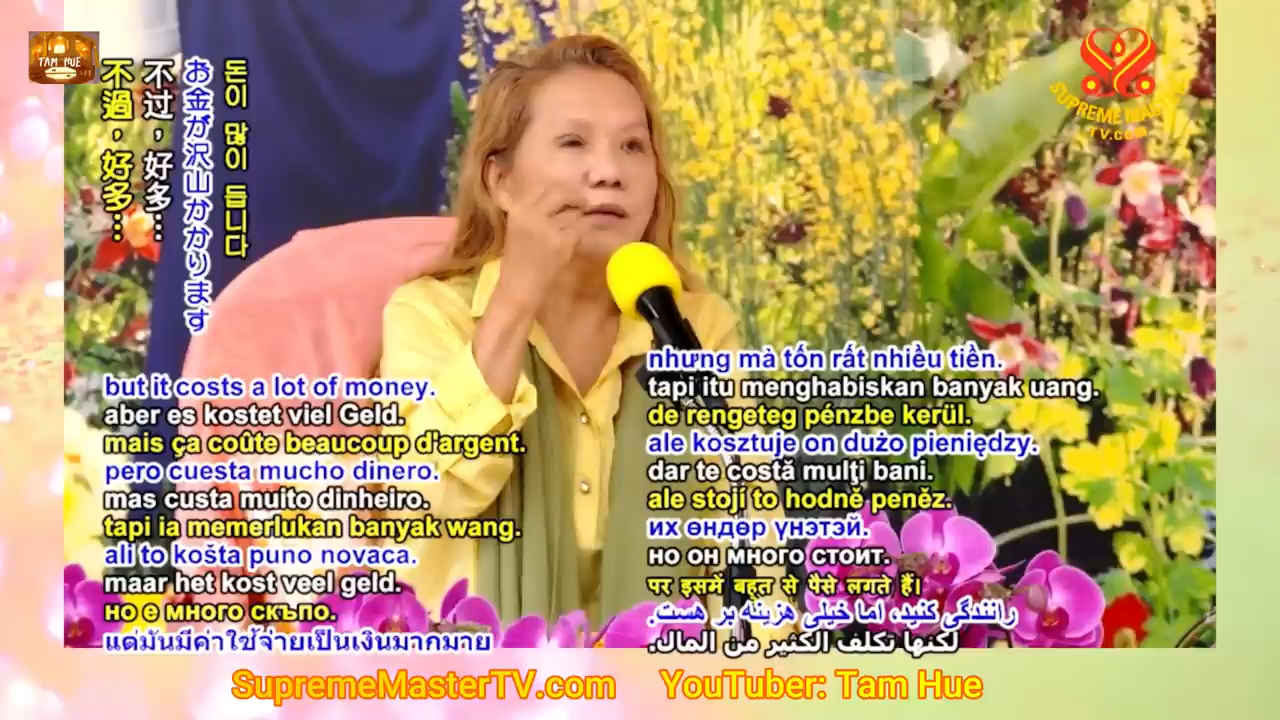 TAM HUE
SUPREME MASTER
TV.COM
不過，好多…
不过，好多…
お金が沢山かかります
돈이 많이 듭니다
but it costs a lot of money.
aber es kostet viel Geld.
mais ça coûte beaucoup d'argent.
pero cuesta mucho dinero.
mas custa muito dinheiro.
tapi ia memerlukan banyak wang.
ali to košta puno novaca.
maar het kost veel geld.
но е много скъпо.
แต่มันมีค่าใช้จ่ายเป็นเงินมากมาย
nhưng mà tốn rất nhiều tiền.
tapi itu menghabiskan banyak uang.
de rengeteg pénzbe kerül.
ale kosztuje on dużo pieniędzy.
dar te costă mulţi bani.
ale stojí to hodně peněz.
их өндөр үнэтэй.
но он много стоит.
पर इसमें बहुत से पैसे लगते हैं।
رانندگی کنید، اما خیلی هزینه بر هست.
لكنها تكلف الكثير من المال.
SupremeMasterTV.com YouTuber: Tam Hue